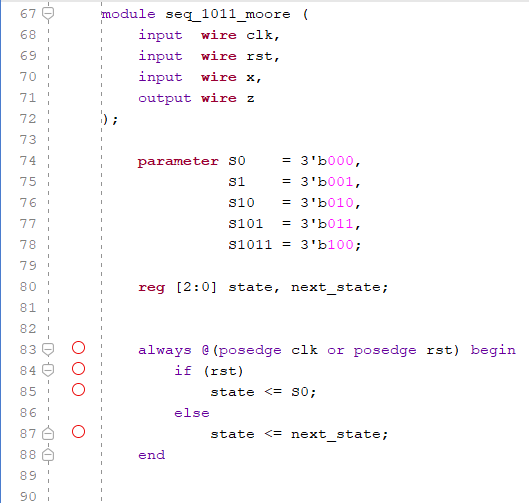 67 module seq_1011_moore (
68 input wire clk,
69 input wire rst,
70 input wire x,
71 output wire z
72 );
73
74 parameter S0 = 3'b000,
75 S1 = 3'b001,
76 S10 = 3'b010,
77 S101 = 3'b011,
78 S1011 = 3'b100;
79
80 reg [2:0] state, next_state;
81
82
83 always @(posedge clk or posedge rst) begin
84 if (rst)
85 state <= S0;
86 else
87 state <= next_state;
88 end
89
90